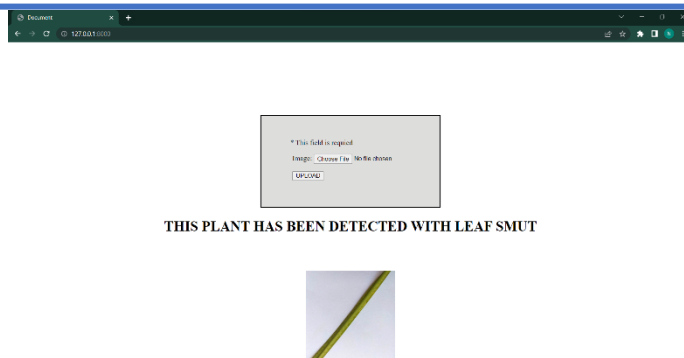 Document
127.0.0.1
* This field is required
Image: Choose File No file chosen
UPLOAD
THIS PLANT HAS BEEN DETECTED WITH LEAF SMUT